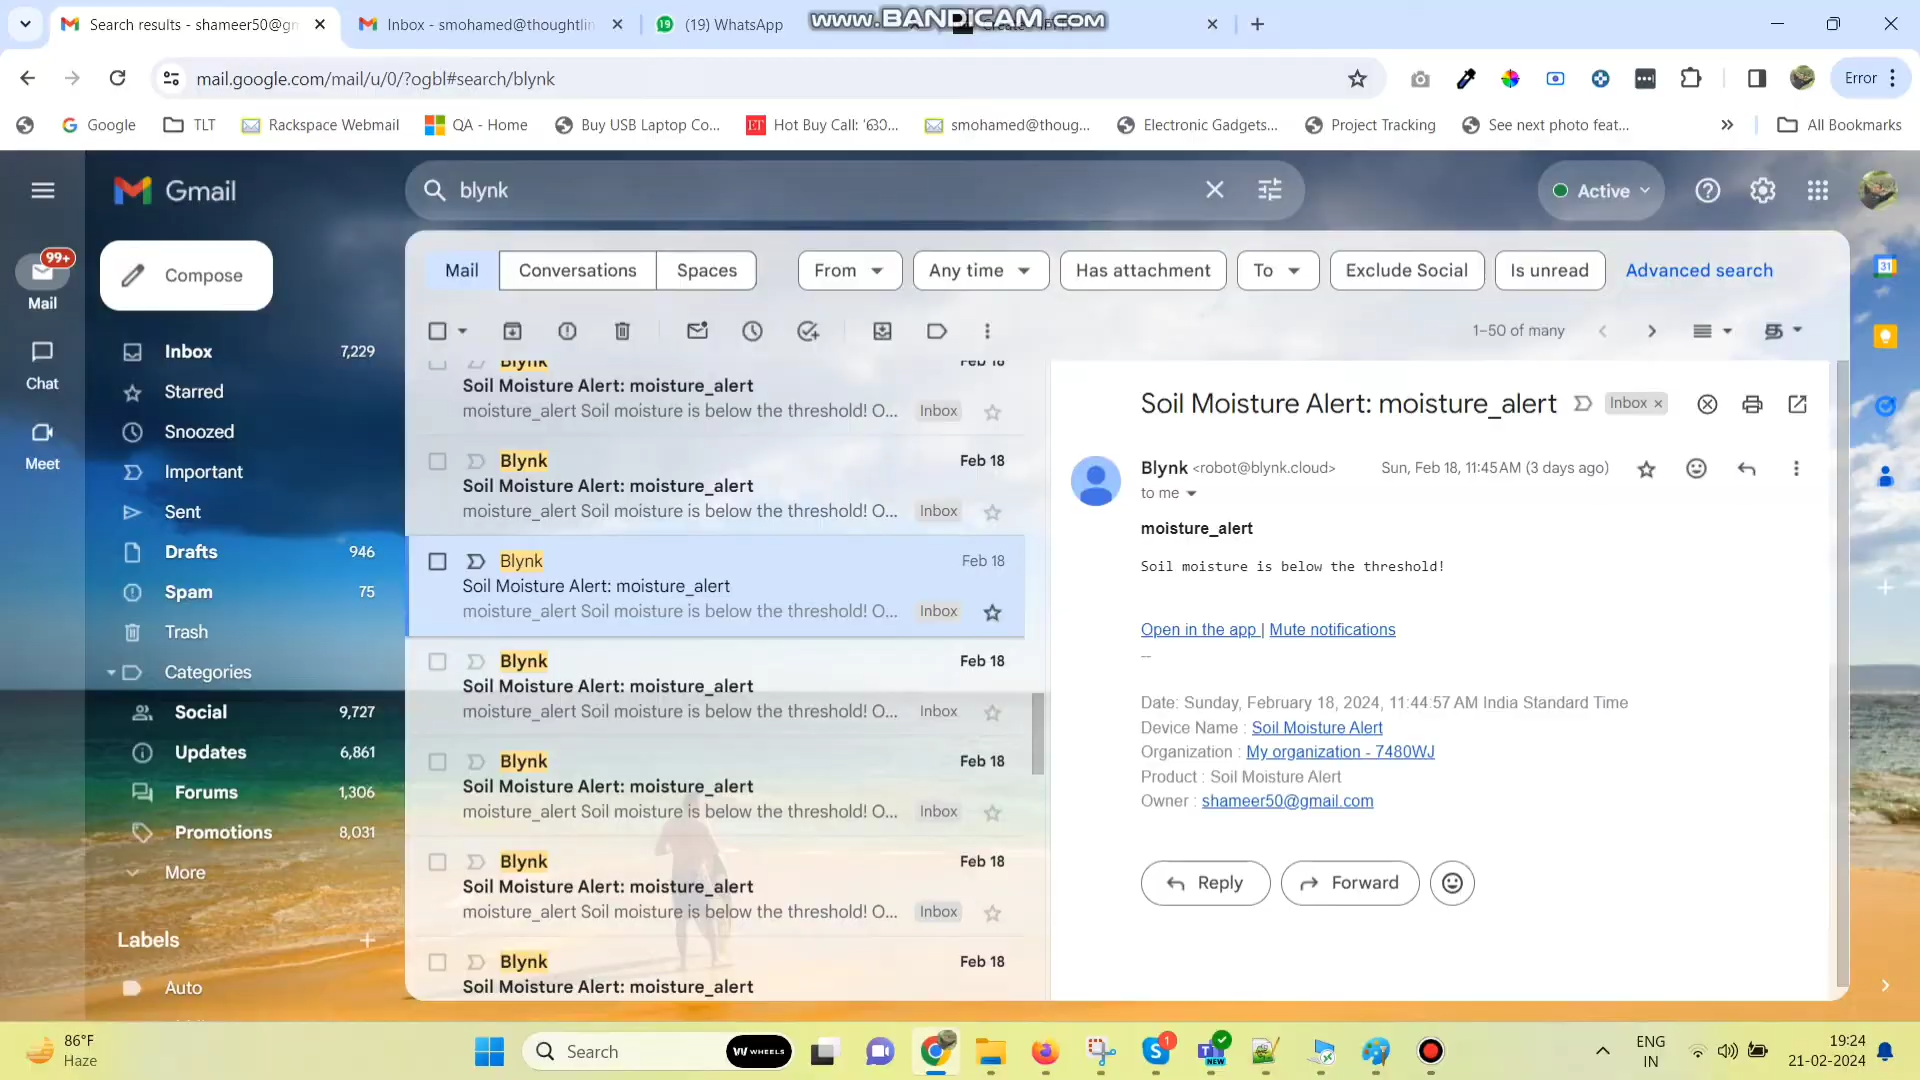 Search results - shameer50@gm
Inbox - smohamed@thoughtlin
(19) WhatsApp
www.BANDICAM.com
mail.google.com/mail/u/0/?ogbl#search/blynk
Error
Google
TLT
Rackspace Webmail
QA - Home
Buy USB Laptop Co...
Hot Buy Call: ‘630...
smohamed@thoug...
Electronic Gadgets...
Project Tracking
See next photo feat...
All Bookmarks
Gmail
blynk
Active
99+
Mail
Chat
Meet
Compose
Inbox 7,229
Starred
Snoozed
Important
Sent
Drafts 946
Spam 75
Trash
Categories
Social 9,727
Updates 6,861
Forums 1,306
Promotions 8,031
More
Labels
Auto
Mail Conversations Spaces From Any time Has attachment To Exclude Social Is unread Advanced search
1–50 of many
Blynk Feb 18
Soil Moisture Alert: moisture_alert
moisture_alert Soil moisture is below the threshold! O... Inbox
Blynk Feb 18
Soil Moisture Alert: moisture_alert
moisture_alert Soil moisture is below the threshold! O... Inbox
Blynk Feb 18
Soil Moisture Alert: moisture_alert
moisture_alert Soil moisture is below the threshold! O... Inbox
Blynk Feb 18
Soil Moisture Alert: moisture_alert
moisture_alert Soil moisture is below the threshold! O... Inbox
Blynk Feb 18
Soil Moisture Alert: moisture_alert
moisture_alert Soil moisture is below the threshold! O... Inbox
Blynk Feb 18
Soil Moisture Alert: moisture_alert
moisture_alert Soil moisture is below the threshold! O... Inbox
Blynk Feb 18
Soil Moisture Alert: moisture_alert
Soil Moisture Alert: moisture_alert Inbox
Blynk <robot@blynk.cloud> Sun, Feb 18, 11:45 AM (3 days ago)
to me
moisture_alert
Soil moisture is below the threshold!
Open in the app | Mute notifications
--
Date: Sunday, February 18, 2024, 11:44:57 AM India Standard Time
Device Name : Soil Moisture Alert
Organization : My organization - 7480WJ
Product : Soil Moisture Alert
Owner : shameer50@gmail.com
Reply Forward
31
86°F
Haze
Search
WHEELS
1
NEW
ENG
IN
19:24
21-02-2024